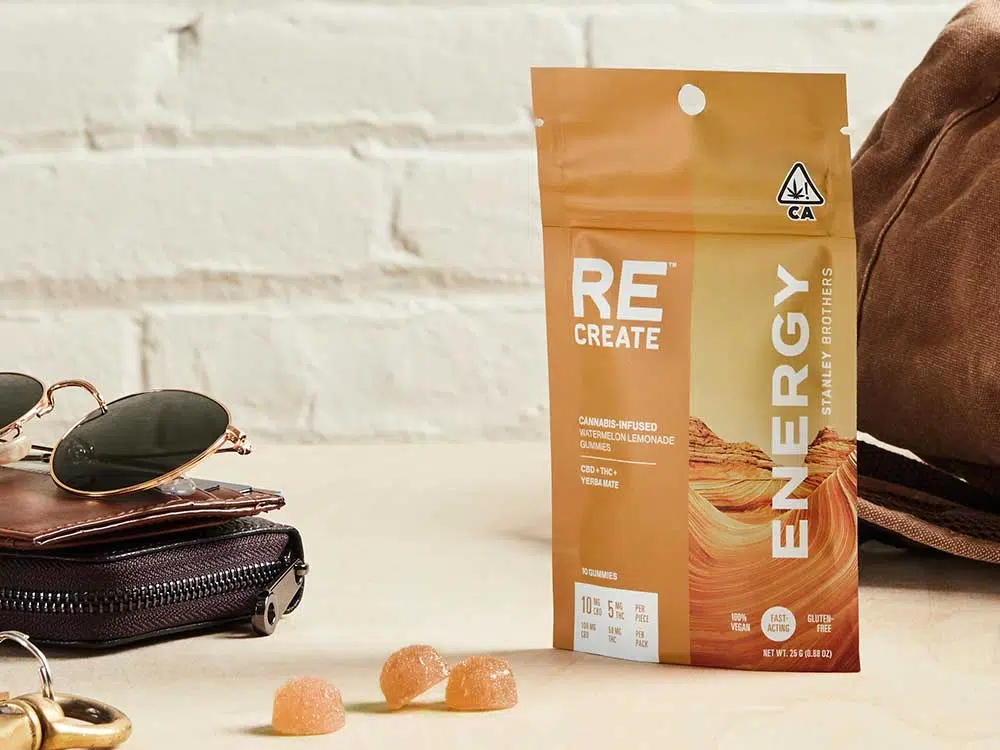 CA
RE™
CREATE
ENERGY
STANLEY BROTHERS
CANNABIS-INFUSED
WATERMELON LEMONADE
GUMMIES
CBD + THC +
YERBA MATE
10 GUMMIES
10 MG CBD 5 MG THC PER PIECE
100 MG CBD 50 MG THC PER PACK
100% VEGAN
FAST-ACTING
GLUTEN-FREE
NET WT. 25 G (0.88 OZ)